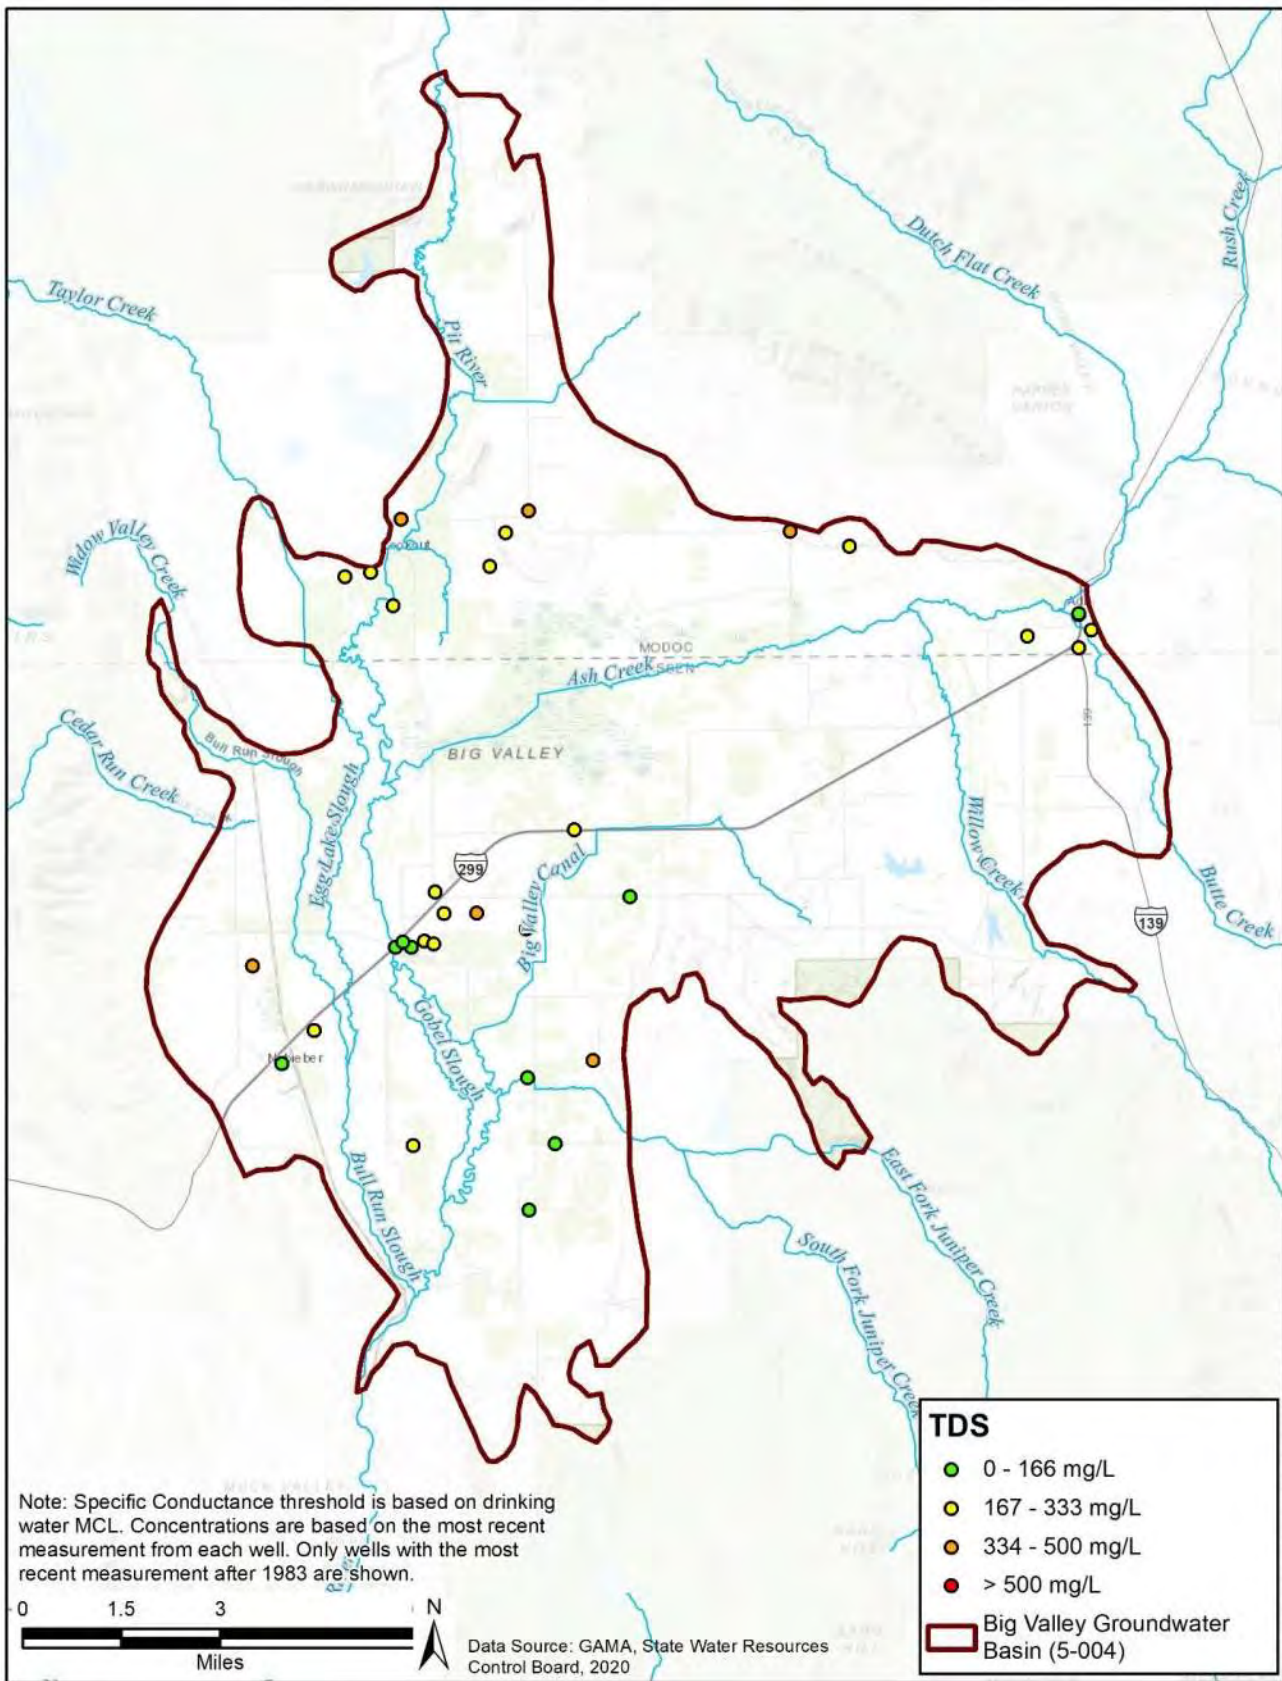 Dutch Flat Creek
Rush Creek
Taylor Creek
Pit River
Widow Valley Creek
MODOC
Ash Creek
Cedar Run Creek
Bull Run Slough
BIG VALLEY
139
Egg Lake Slough
299
Big Valley Canal
Willow Creek
Butte Creek
139
Gobel Slough
Bull Run Slough
East Fork Juniper Creek
South Fork Juniper Creek
TDS
0 - 166 mg/L
167 - 333 mg/L
334 - 500 mg/L
> 500 mg/L
Big Valley Groundwater
Basin (5-004)
Note: Specific Conductance threshold is based on drinking
water MCL. Concentrations are based on the most recent
measurement from each well. Only wells with the most
recent measurement after 1983 are shown.
0 1.5 3
Miles
N
Data Source: GAMA, State Water Resources
Control Board, 2020